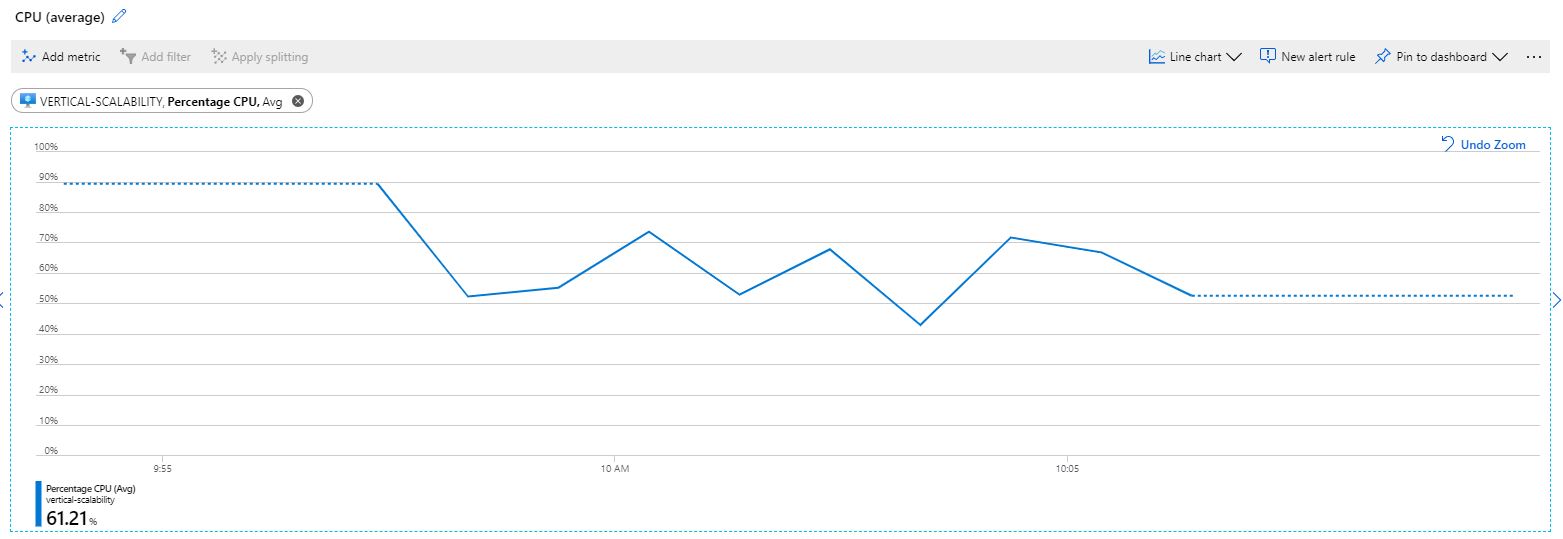 CPU (average)
Add metric Add filter Apply splitting Line chart New alert rule Pin to dashboard ...
VERTICAL-SCALABILITY, Percentage CPU, Avg
Undo Zoom
100%
90%
80%
70%
60%
50%
40%
30%
20%
10%
0%
9:55 10 AM 10:05
Percentage CPU (Avg)
vertical-scalability
61.21%